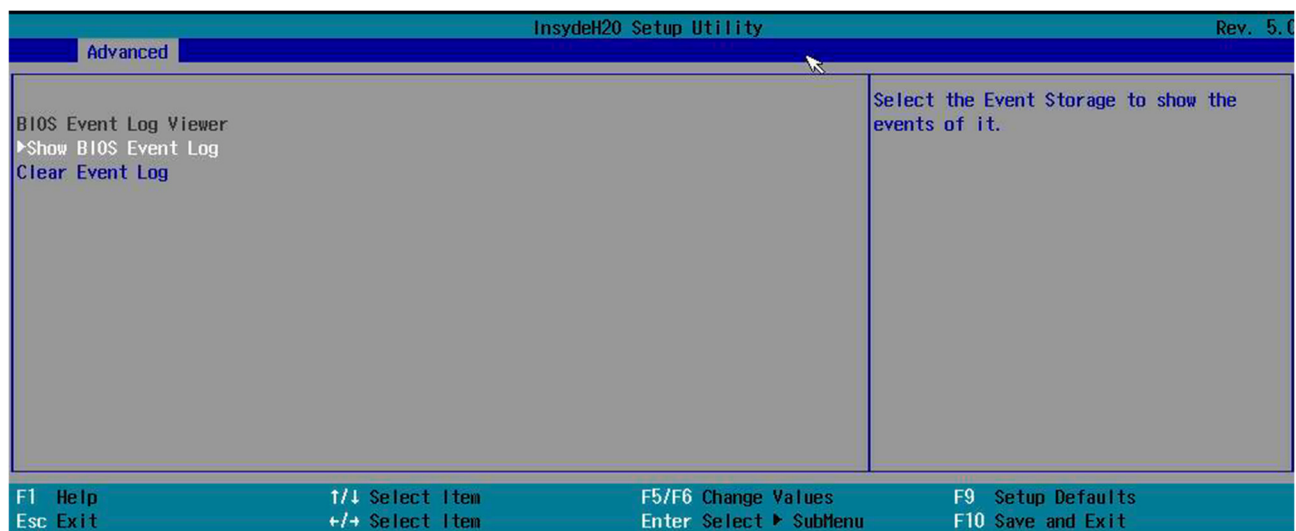 InsydeH20 Setup Utility Rev. 5.0
Advanced
Select the Event Storage to show the
events of it.
BIOS Event Log Viewer
▶Show BIOS Event Log
Clear Event Log
F1 Help ↑/↓ Select Item F5/F6 Change Values F9 Setup Defaults
Esc Exit ←/→ Select Item Enter Select ▶ SubMenu F10 Save and Exit